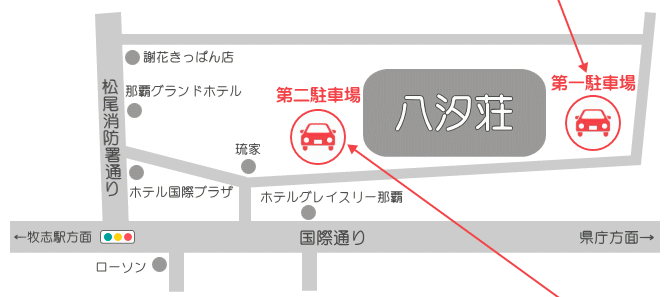 謝花きっぱん店
松尾消防署通り
那覇グランドホテル
第二駐車場
八汐荘
第一駐車場
琉家
ホテル国際プラザ
ホテルグレイスリー那覇
←牧志駅方面
国際通り
県庁方面→
ローソン